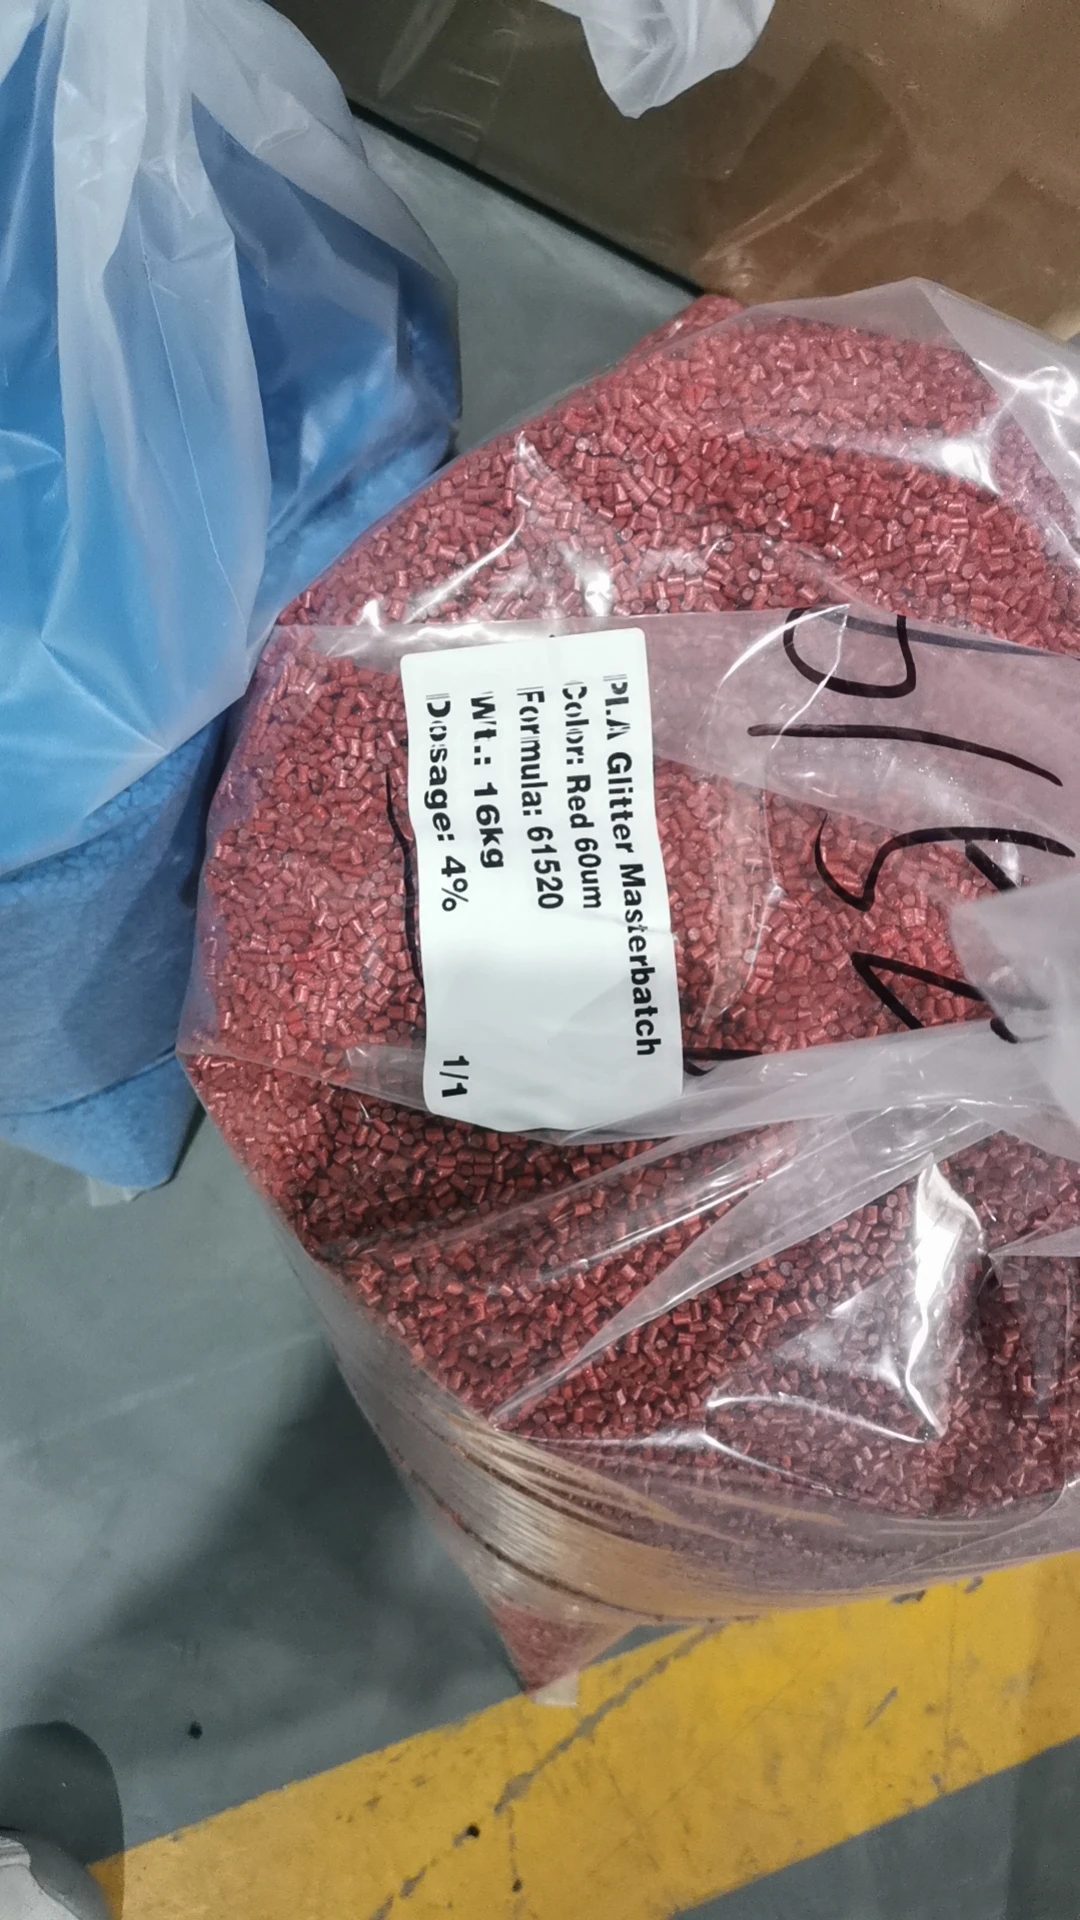 PLA Glitter Masterbatch
Color: Red 60um
Formula: 61520
Wt.: 16kg
Dosage: 4% 1/1